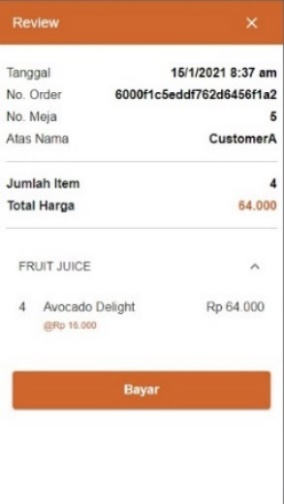 Review ×
Tanggal 15/1/2021 8:37 am
No. Order 6000f1c5eddf762d6456f1a2
No. Meja 5
Atas Nama CustomerA
Jumlah Item 4
Total Harga 64.000
FRUIT JUICE
4 Avocado Delight Rp 64.000
@Rp 16.000
Bayar